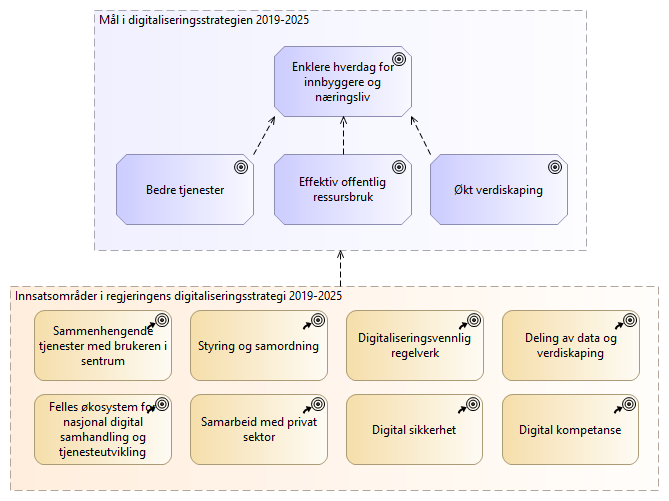 Mål i digitaliseringsstrategien 2019-2025
Enklere hverdag for
innbyggere og
næringsliv
Bedre tjenester
Effektiv offentlig
ressursbruk
Økt verdiskaping
Innsatsområder i regjeringens digitaliseringsstrategi 2019-2025
Sammenhengende
tjenester med brukeren i
sentrum
Styring og samordning
Digitaliseringsvennlig
regelverk
Deling av data og
verdiskaping
Felles økosystem for
nasjonal digital
samhandling og
tjenesteutvikling
Samarbeid med privat
sektor
Digital sikkerhet
Digital kompetanse